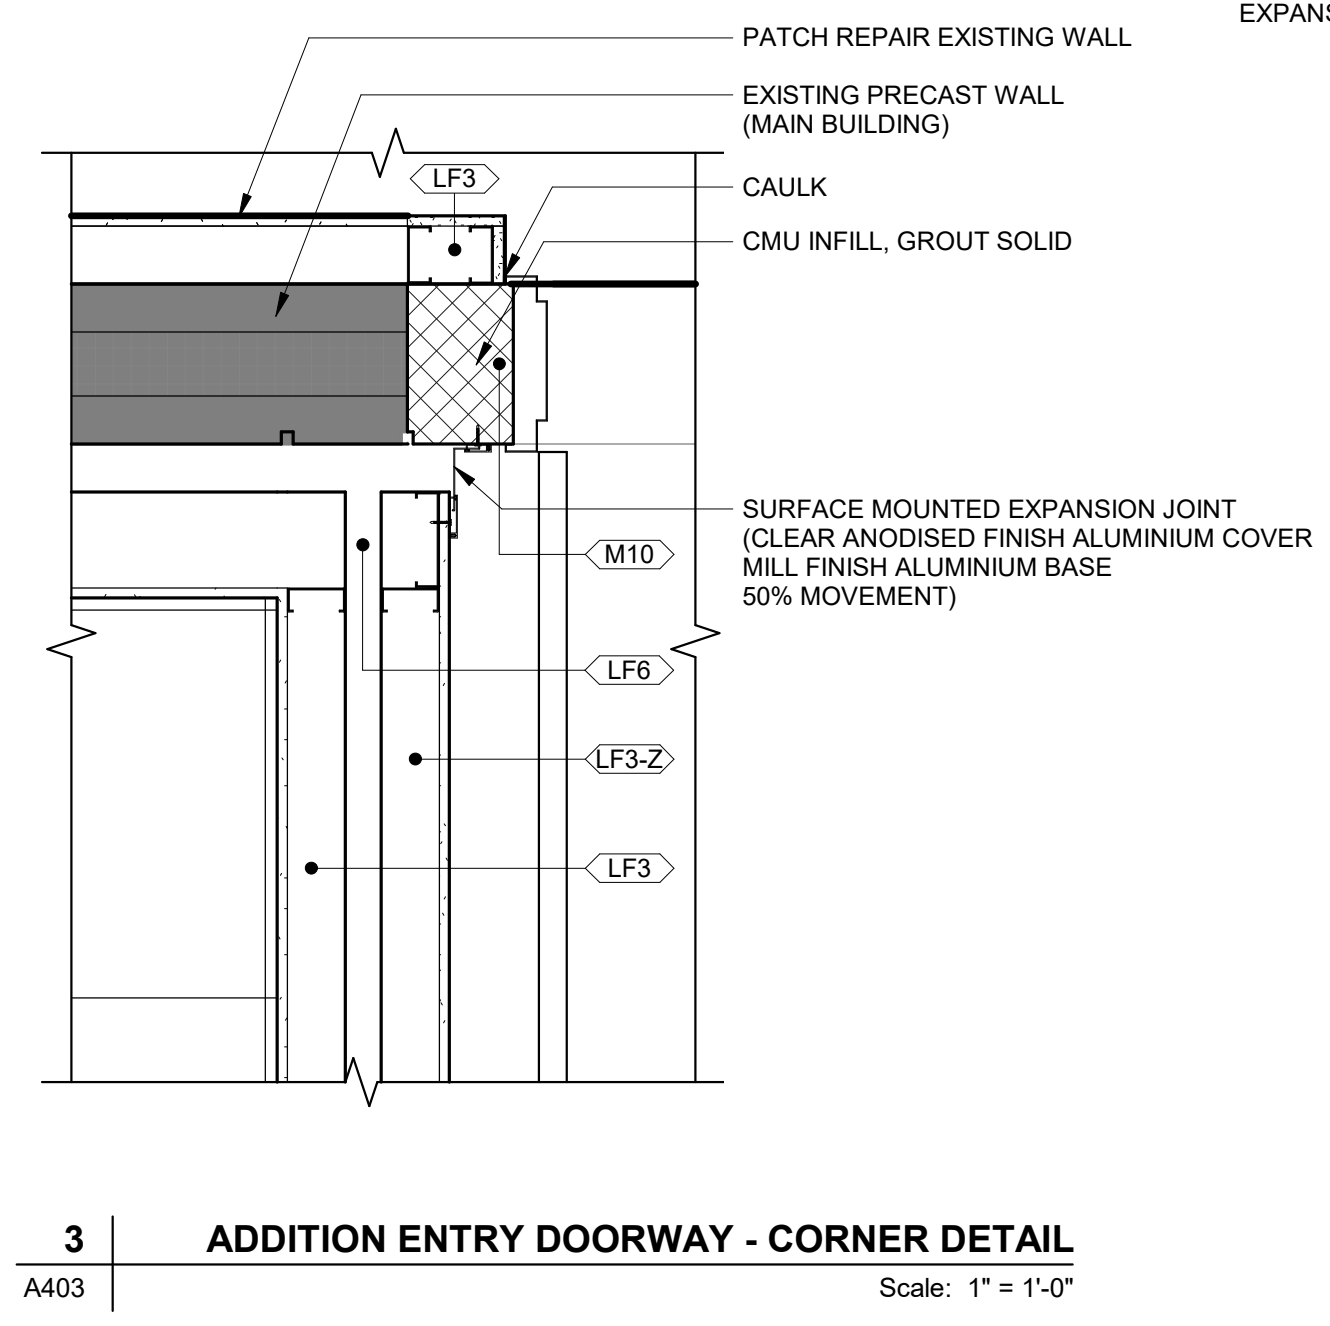 EXPANS
PATCH REPAIR EXISTING WALL
EXISTING PRECAST WALL
(MAIN BUILDING)
LF3
CAULK
CMU INFILL, GROUT SOLID
SURFACE MOUNTED EXPANSION JOINT
(CLEAR ANODISED FINISH ALUMINIUM COVER
MILL FINISH ALUMINIUM BASE
50% MOVEMENT)
M10
LF6
LF3-Z
LF3
3
ADDITION ENTRY DOORWAY - CORNER DETAIL
A403
Scale: 1" = 1'-0"